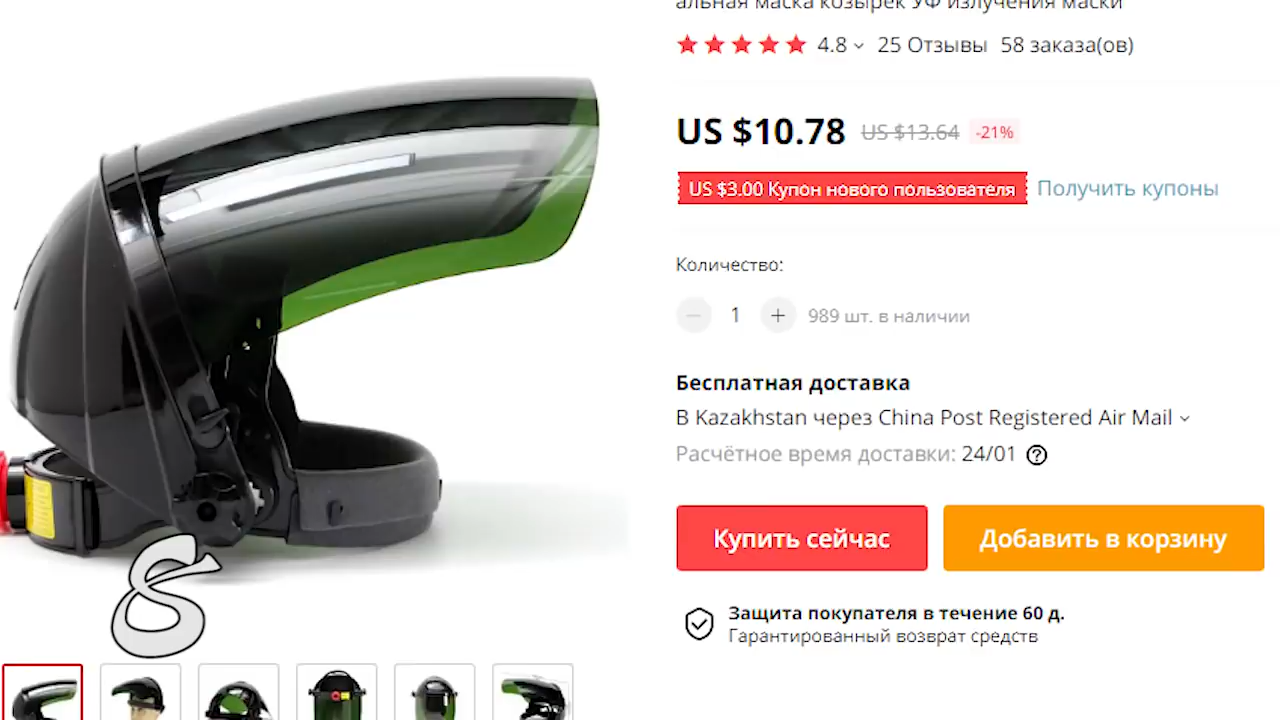 альная маска козырек УФ излучения маски
4.8 25 Отзывы 58 заказа(ов)
US $10.78 US $13.64 -21%
US $3.00 Купон нового пользователя Получить купоны
Количество:
1 989 шт. в наличии
Бесплатная доставка
В Kazakhstan через China Post Registered Air Mail
Расчётное время доставки: 24/01
Купить сейчас Добавить в корзину
8
Защита покупателя в течение 60 д.
Гарантированный возврат средств